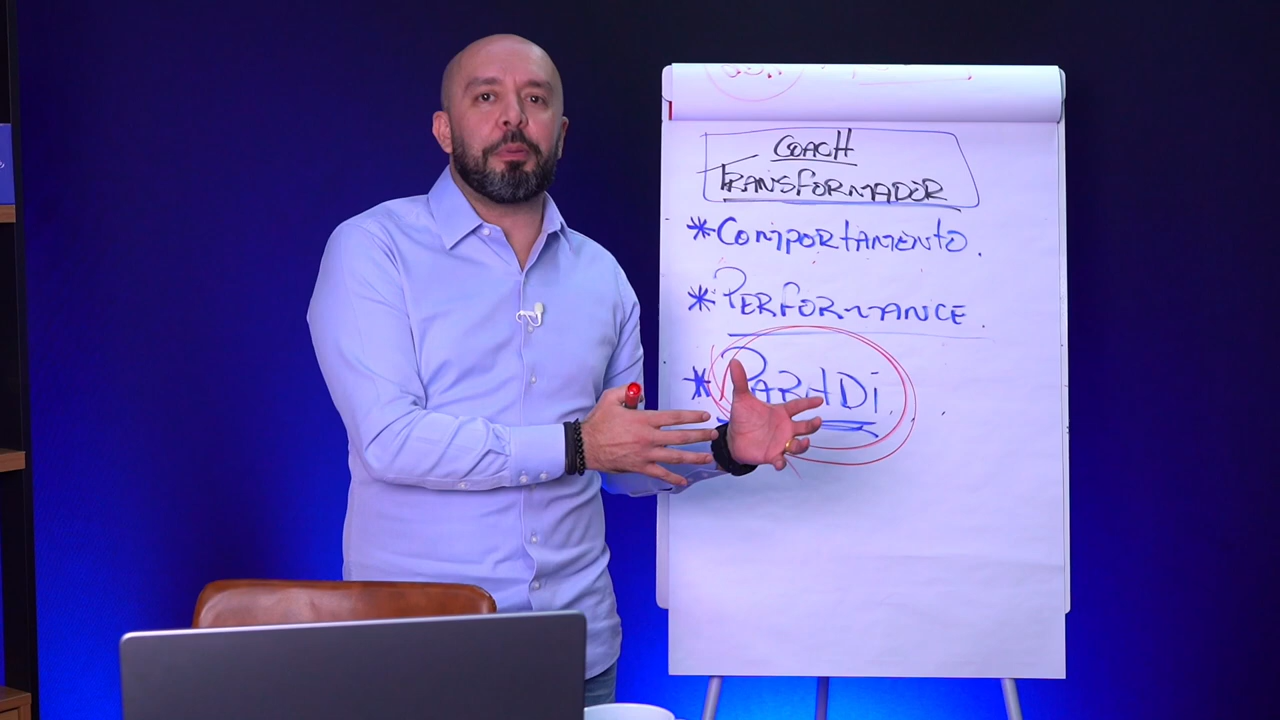 COACH
TRANSFORMADOR
*COMPORTAMENTO.
*PERFORMANCE.